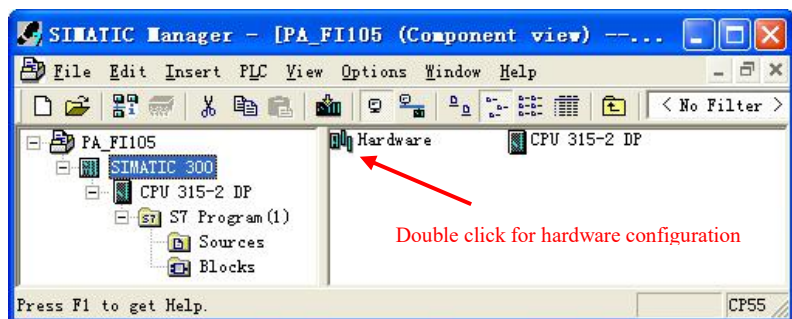 SIMATIC Manager - [PA_FI105 (Component view) --...
File Edit Insert PLC View Options Window Help
< No Filter >
PA_FI105
SIMATIC 300
CPU 315-2 DP
S7 Program(1)
Sources
Blocks
Hardware
CPU 315-2 DP
Double click for hardware configuration
Press F1 to get Help.
CP55